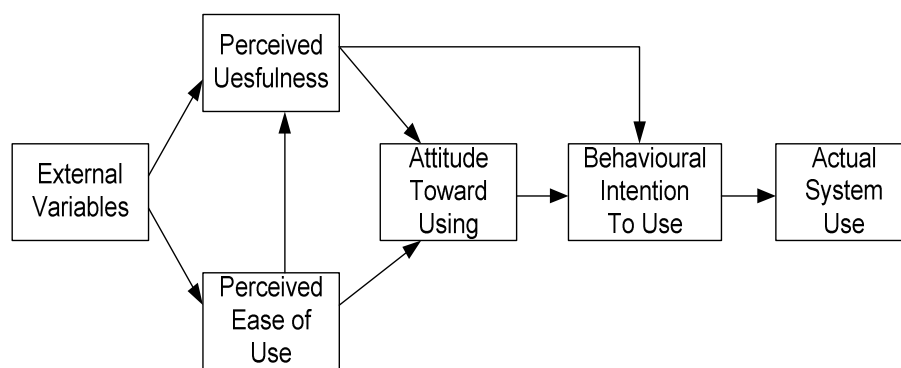 Perceived
Uesfulness
External
Variables
Perceived
Ease of
Use
Attitude
Toward
Using
Behavioural
Intention
To Use
Actual
System
Use